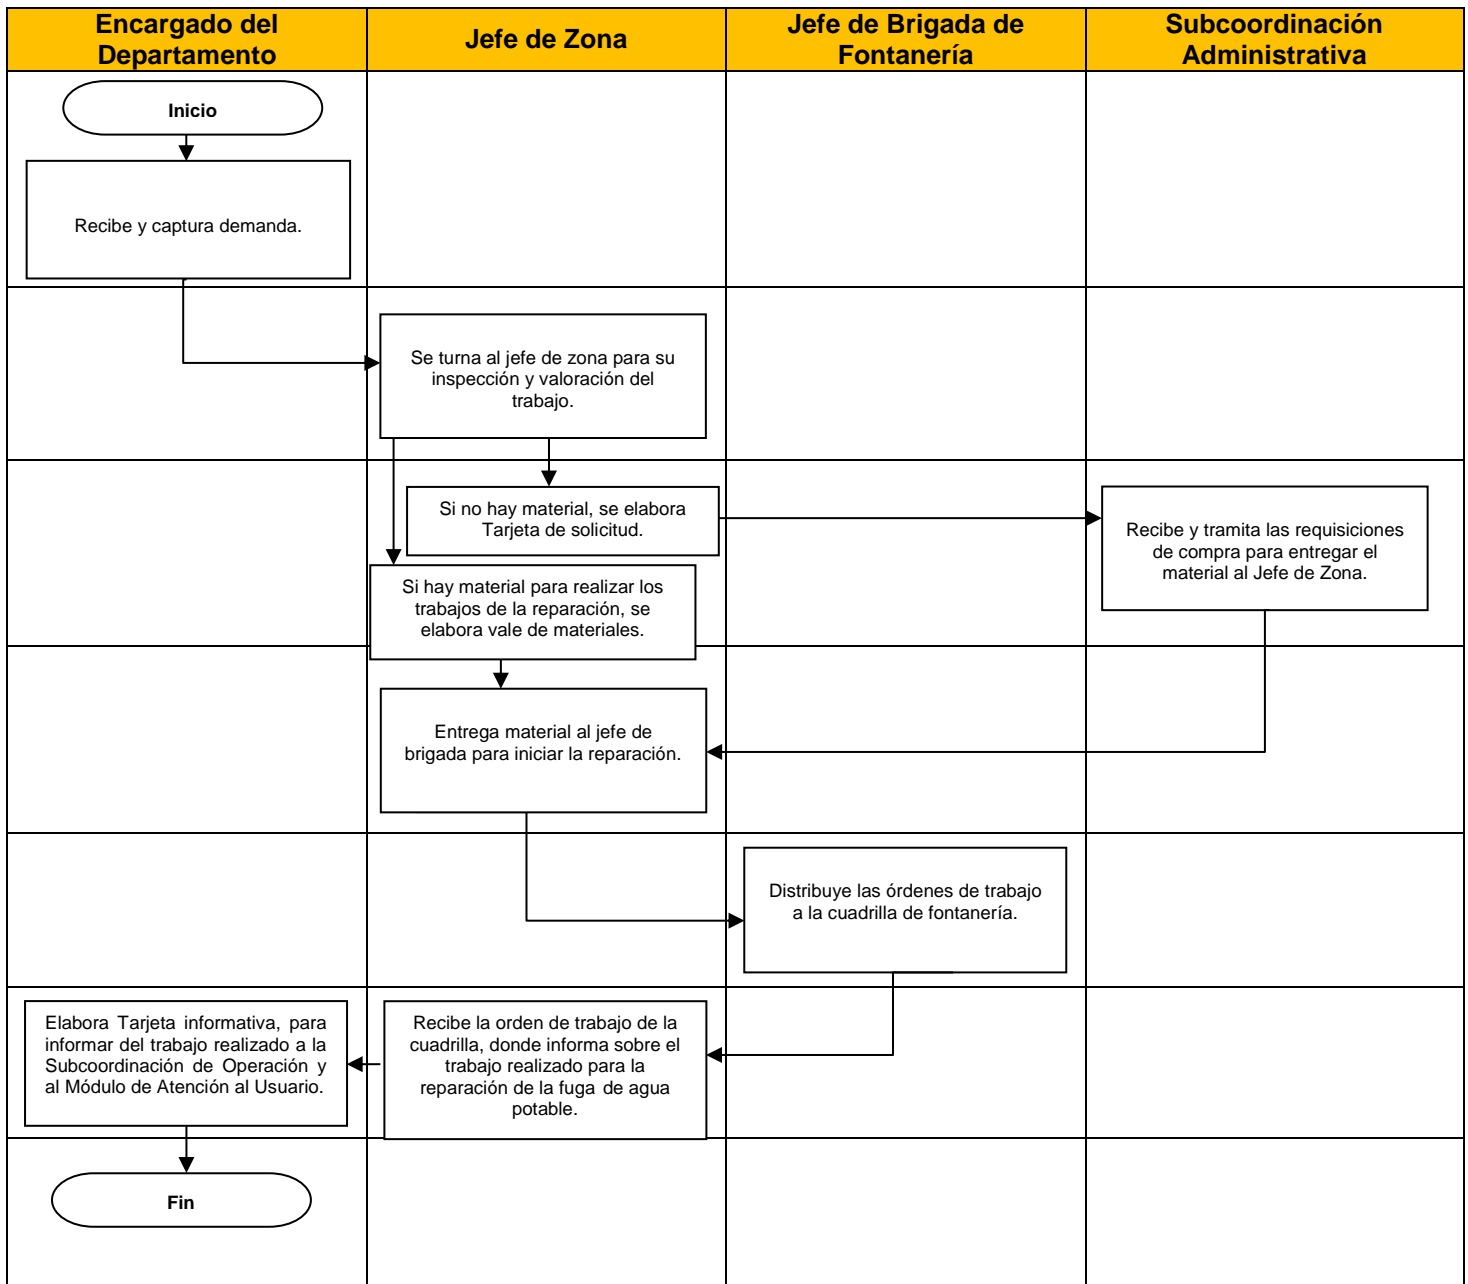 Encargado del
Departamento
Jefe de Zona
Jefe de Brigada de
Fontanería
Subcoordinación
Administrativa
Inicio
Recibe y captura demanda.
Se turna al jefe de zona para su
inspección y valoración del
trabajo.
Si no hay material, se elabora
Tarjeta de solicitud.
Recibe y tramita las requisiciones
de compra para entregar el
material al Jefe de Zona.
Si hay material para realizar los
trabajos de la reparación, se
elabora vale de materiales.
Entrega material al jefe de
brigada para iniciar la reparación.
Distribuye las órdenes de trabajo
a la cuadrilla de fontanería.
Recibe la orden de trabajo de la
cuadrilla, donde informa sobre el
trabajo realizado para la
reparación de la fuga de agua
potable.
Elabora Tarjeta informativa, para
informar del trabajo realizado a la
Subcoordinación de Operación y
al Módulo de Atención al Usuario.
Fin